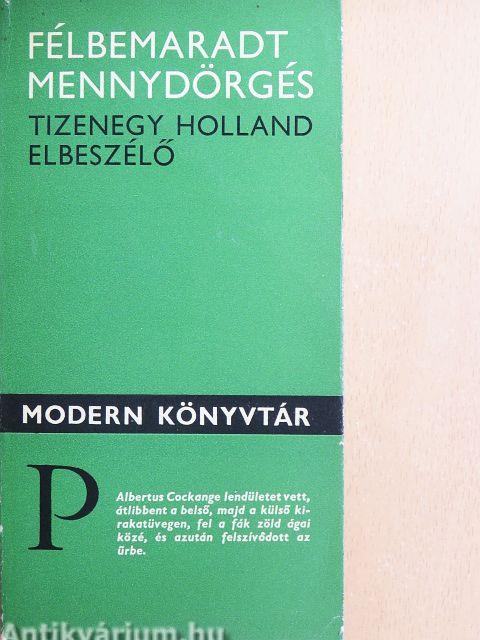 FÉLBEMARADT
MENNYDÖRGÉS
TIZENEGY HOLLAND
ELBESZÉLŐ
MODERN KÖNYVTÁR
P
Albertus Cockange lendületet vett,
átlibbent a belső, majd a külső ki-
rakatüvegen, fel a fák zöld ágai
közé, és azután felszívódott az
űrbe.
Antikvárium.hu